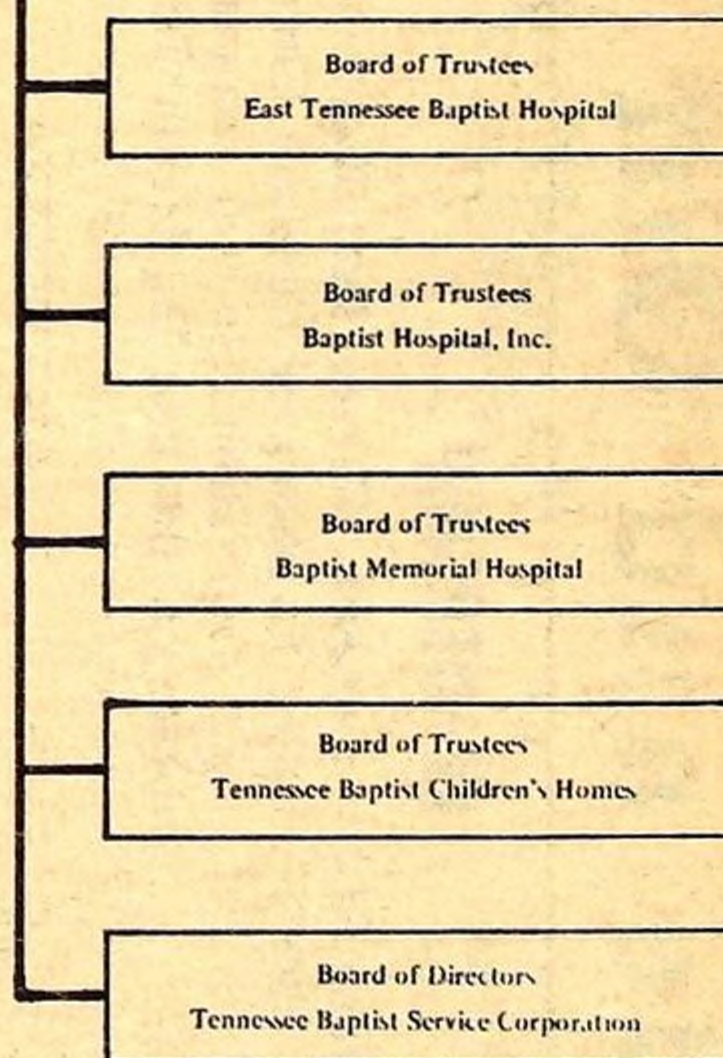 Board of Trustees
East Tennessee Baptist Hospital
Board of Trustees
Baptist Hospital, Inc.
Board of Trustees
Baptist Memorial Hospital
Board of Trustees
Tennessee Baptist Children's Homes
Board of Directors
Tennessee Baptist Service Corporation